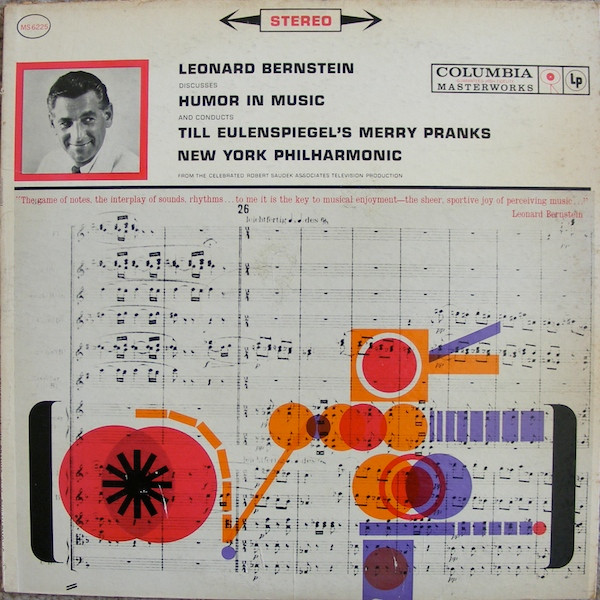 MS 6225
STEREO
LEONARD BERNSTEIN
DISCUSSES
HUMOR IN MUSIC
AND CONDUCTS
TILL EULENSPIEGEL'S MERRY PRANKS
NEW YORK PHILHARMONIC
FROM THE CELEBRATED ROBERT SAUDEK ASSOCIATES TELEVISION PRODUCTION
COLUMBIA
MASTERWORKS
Lp
"The game of notes, the interplay of sounds, rhythms ... to me it is the key to musical enjoyment—the sheer, sportive joy of perceiving music ..."
Leonard Bernstein
26
leichtfertig